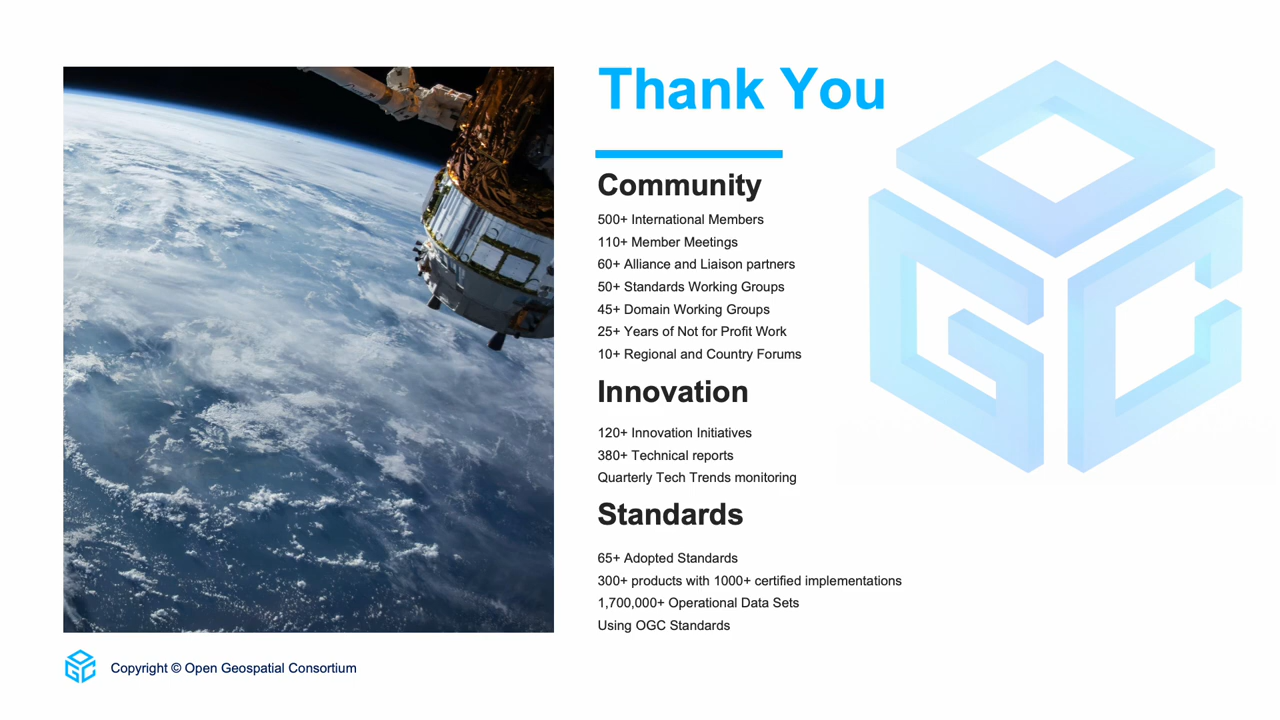 Thank You
Community
500+ International Members
110+ Member Meetings
60+ Alliance and Liaison partners
50+ Standards Working Groups
45+ Domain Working Groups
25+ Years of Not for Profit Work
10+ Regional and Country Forums
Innovation
120+ Innovation Initiatives
380+ Technical reports
Quarterly Tech Trends monitoring
Standards
65+ Adopted Standards
300+ products with 1000+ certified implementations
1,700,000+ Operational Data Sets
Using OGC Standards
OGC
Copyright © Open Geospatial Consortium